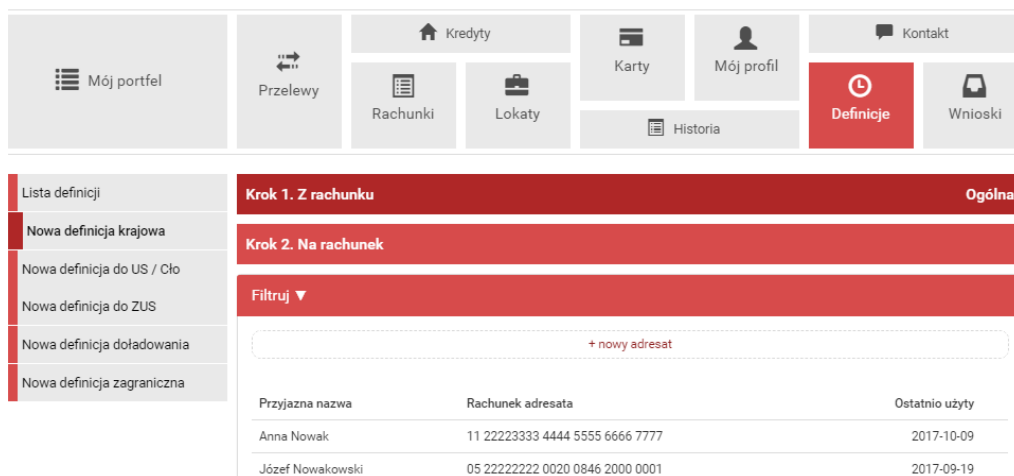 Mój portfel
Przelewy
Kredyty
Rachunki
Lokaty
Karty
Mój profil
Historia
Kontakt
Definicje
Wnioski
Lista definicji
Nowa definicja krajowa
Nowa definicja do US / Cło
Nowa definicja do ZUS
Nowa definicja doładowania
Nowa definicja zagraniczna
Krok 1. Z rachunku Ogólna
Krok 2. Na rachunek
Filtruj ▼
+ nowy adresat
Przyjazna nazwa Rachunek adresata Ostatnio użyty
Anna Nowak 11 22223333 4444 5555 6666 7777 2017-10-09
Józef Nowakowski 05 22222222 0020 0846 2000 0001 2017-09-19